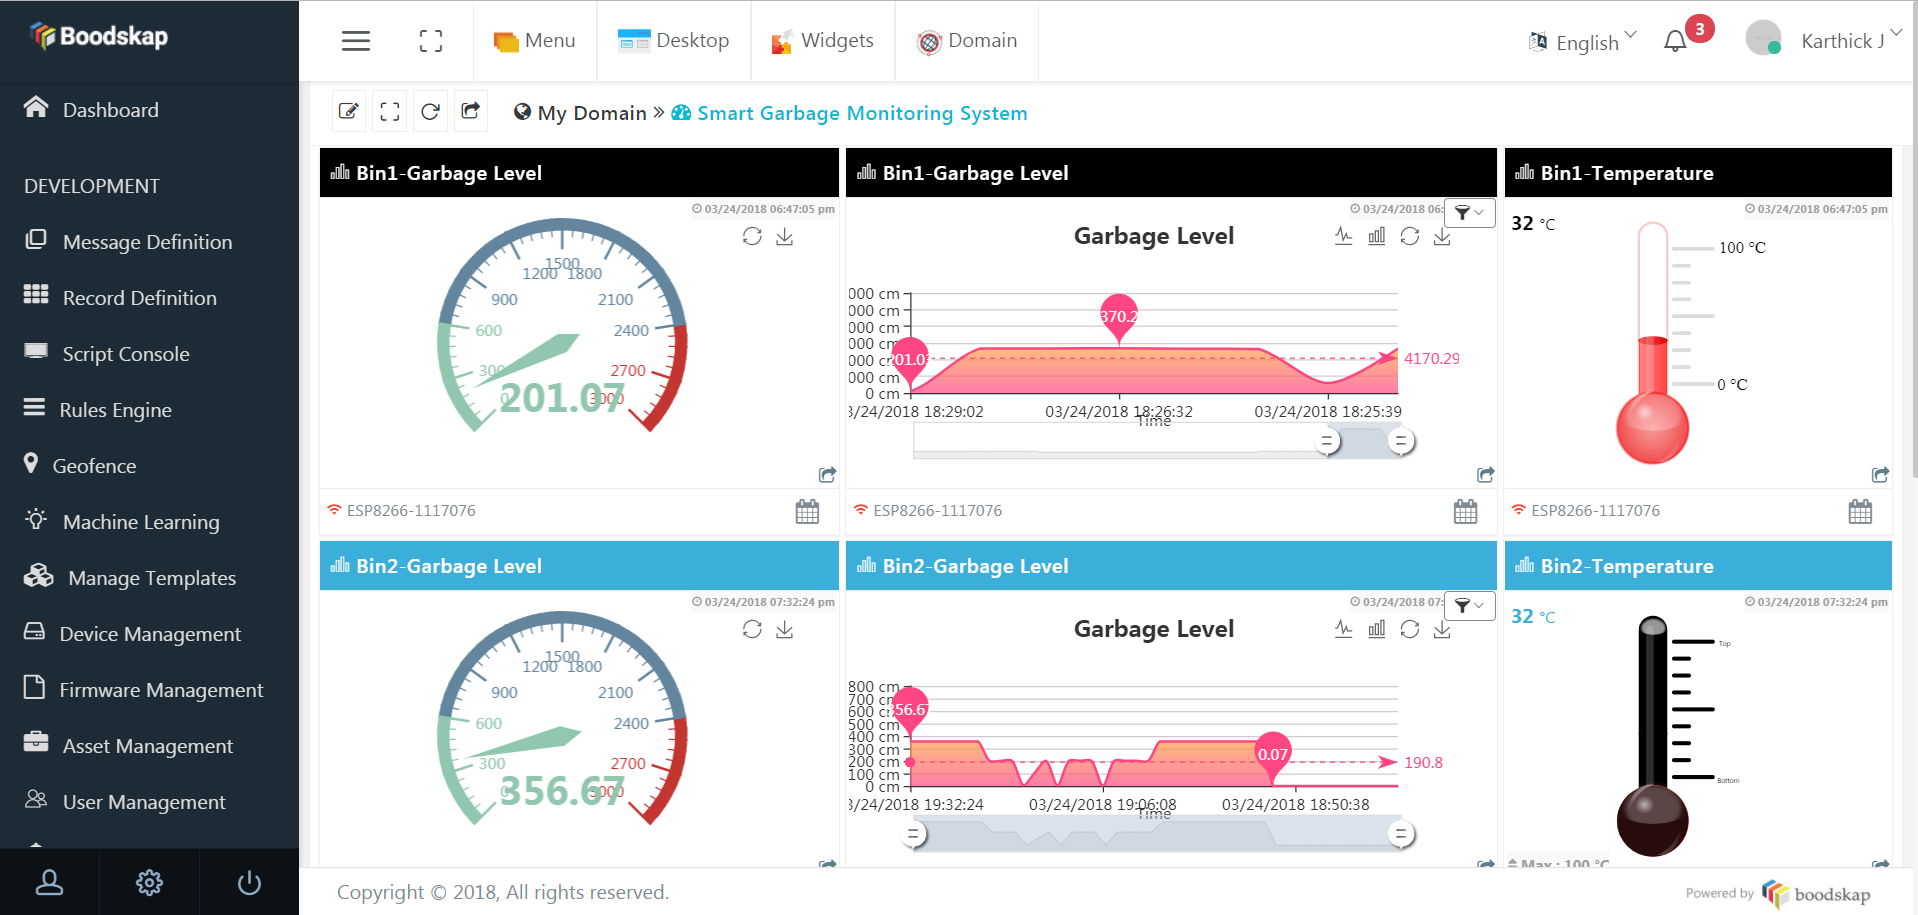 Boodskap
Menu
Desktop
Widgets
Domain
English
3
Karthick J
Dashboard
DEVELOPMENT
Message Definition
Record Definition
Script Console
Rules Engine
Geofence
Machine Learning
Manage Templates
Device Management
Firmware Management
Asset Management
User Management
My Domain » Smart Garbage Monitoring System
Bin1-Garbage Level
03/24/2018 06:47:05 pm
0
300
600
900
1200
1500
1800
2100
2400
2700
3000
201.07
ESP8266-1117076
Bin1-Garbage Level
03/24/2018 06:
Garbage Level
000 cm
000 cm
000 cm
000 cm
000 cm
0 cm
370.2
4170.29
3/24/2018 18:29:02
03/24/2018 18:26:32
03/24/2018 18:25:39
Time
ESP8266-1117076
Bin1-Temperature
03/24/2018 06:47:05 pm
32 °C
100 °C
0 °C
ESP8266-1117076
Bin2-Garbage Level
03/24/2018 07:32:24 pm
0
300
600
900
1200
1500
1800
2100
2400
2700
3000
356.67
Bin2-Garbage Level
03/24/2018 07:
Garbage Level
800 cm
700 cm
600 cm
500 cm
400 cm
300 cm
200 cm
100 cm
0 cm
56.67
0.07
190.8
3/24/2018 19:32:24
03/24/2018 19:06:08
03/24/2018 18:50:38
Time
Bin2-Temperature
03/24/2018 07:32:24 pm
32 °C
Top
Bottom
Max : 100 °C
Copyright © 2018, All rights reserved.
Powered by boodskap